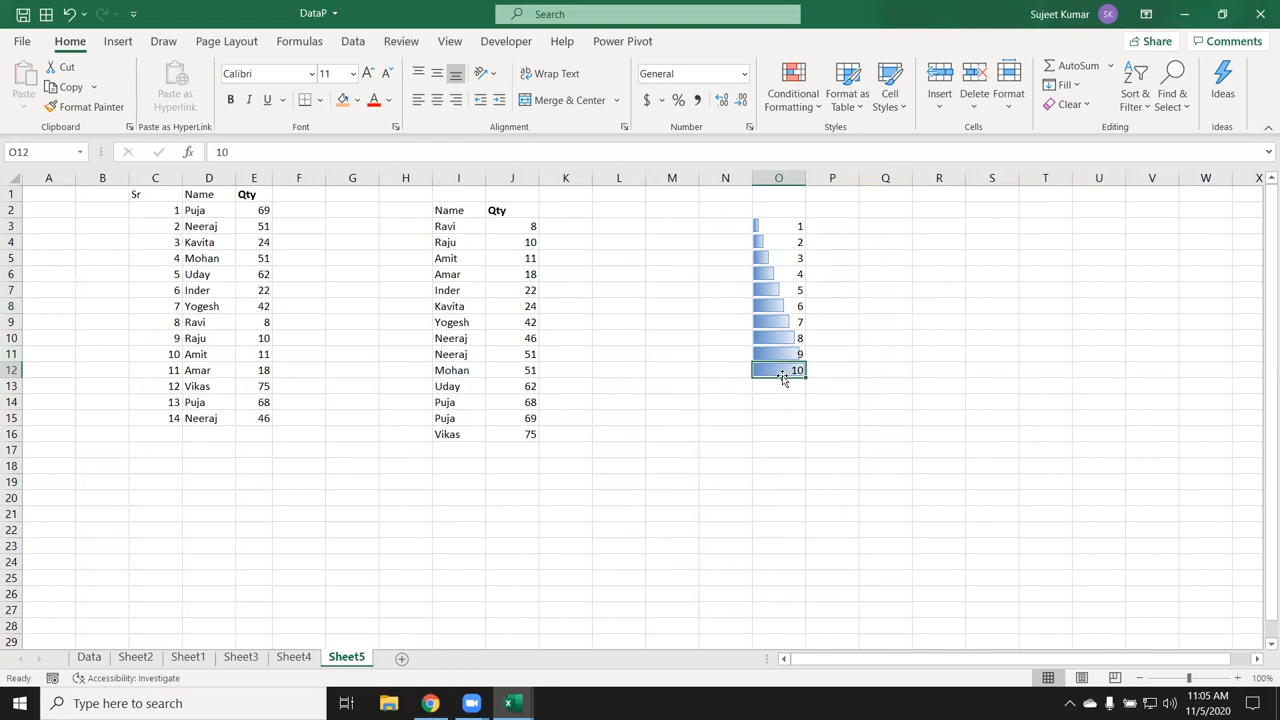 DataP
Search
Sujeet Kumar
SK
File Home Insert Draw Page Layout Formulas Data Review View Developer Help Power Pivot
Share
Comments
Paste
Cut
Copy
Format Painter
Clipboard
Paste as
Hyperlink
Paste as HyperLink
Calibri
11
B I U
Font
Wrap Text
Merge & Center
Alignment
General
$ % 
Number
Conditional
Formatting
Format as
Table
Cell
Styles
Styles
Insert
Delete
Format
Cells
AutoSum
Fill
Clear
Sort &
Filter
Find &
Select
Editing
Ideas
Ideas
O12
fx
10
A B C D E F G H I J K L M N O P Q R S T U V W X
1 Sr Name Qty
2 1 Puja 69 Name Qty
3 2 Neeraj 51 Ravi 8 1
4 3 Kavita 24 Raju 10 2
5 4 Mohan 51 Amit 11 3
6 5 Uday 62 Amar 18 4
7 6 Inder 22 Inder 22 5
8 7 Yogesh 42 Kavita 24 6
9 8 Ravi 8 Yogesh 42 7
10 9 Raju 10 Neeraj 46 8
11 10 Amit 11 Neeraj 51 9
12 11 Amar 18 Mohan 51 10
13 12 Vikas 75 Uday 62
14 13 Puja 68 Puja 68
15 14 Neeraj 46 Puja 69
16 Vikas 75
17
18
19
20
21
22
23
24
25
26
27
28
29
Data Sheet2 Sheet1 Sheet3 Sheet4 Sheet5
Ready
Accessibility: Investigate
100%
Type here to search
11:05 AM
11/5/2020